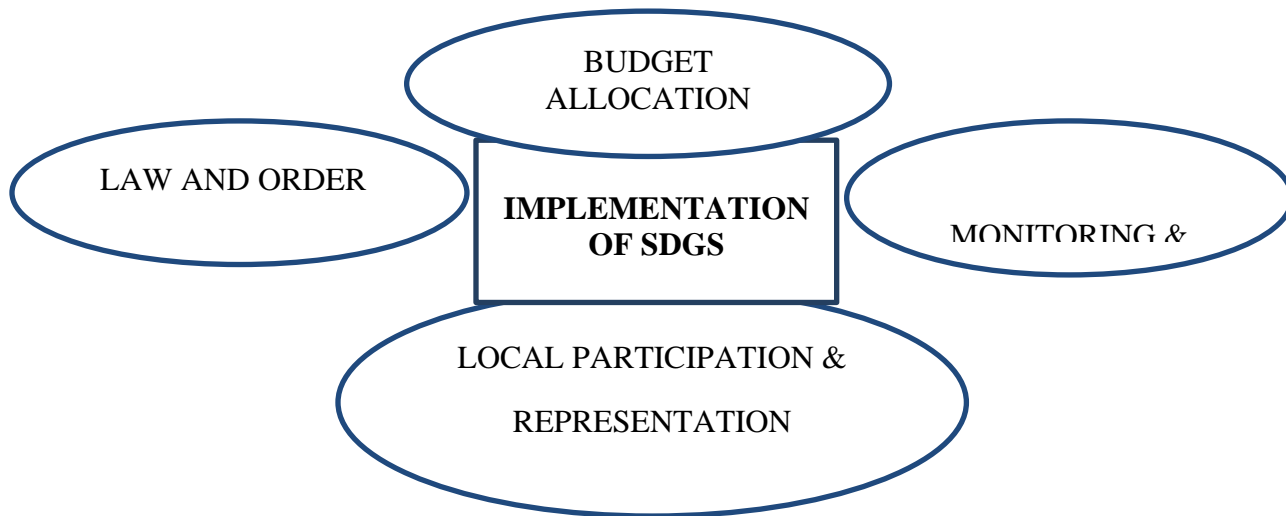 BUDGET
ALLOCATION
LAW AND ORDER
IMPLEMENTATION
OF SDGS
MONITORING &
LOCAL PARTICIPATION &
REPRESENTATION